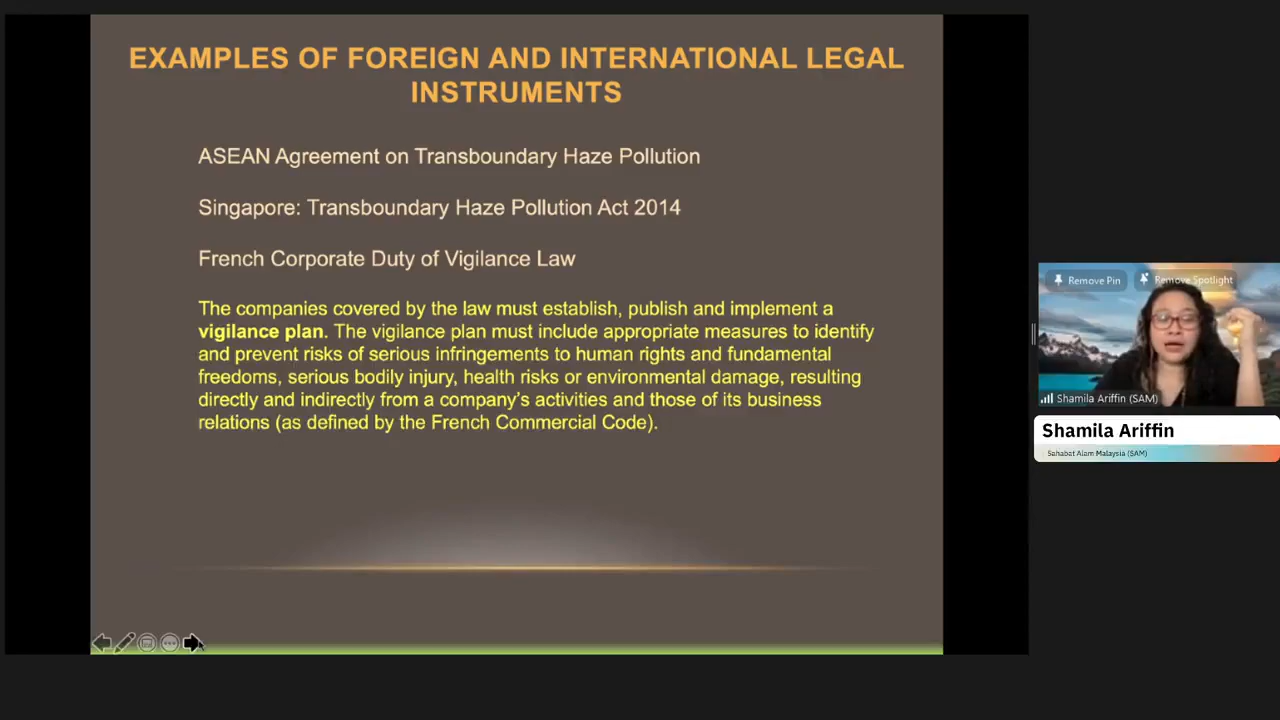 EXAMPLES OF FOREIGN AND INTERNATIONAL LEGAL
INSTRUMENTS
ASEAN Agreement on Transboundary Haze Pollution
Singapore: Transboundary Haze Pollution Act 2014
French Corporate Duty of Vigilance Law
The companies covered by the law must establish, publish and implement a
vigilance plan. The vigilance plan must include appropriate measures to identify
and prevent risks of serious infringements to human rights and fundamental
freedoms, serious bodily injury, health risks or environmental damage, resulting
directly and indirectly from a company's activities and those of its business
relations (as defined by the French Commercial Code).
Remove Pin
Remove Spotlight
Shamila Ariffin (SAM)
Shamila Ariffin
Sahabat Alam Malaysia (SAM)